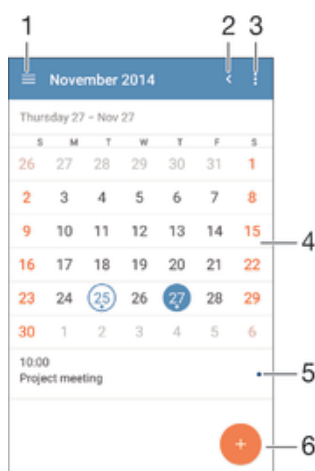 1 2 3
November 2014
Thursday 27 – Nov 27
S M T W T F S
26 27 28 29 30 31 1
2 3 4 5 6 7 8
9 10 11 12 13 14 15
4
16 17 18 19 20 21 22
23 24 25 26 27 28 29
30 1 2 3 4 5 6
10:00
5
Project meeting
+
6